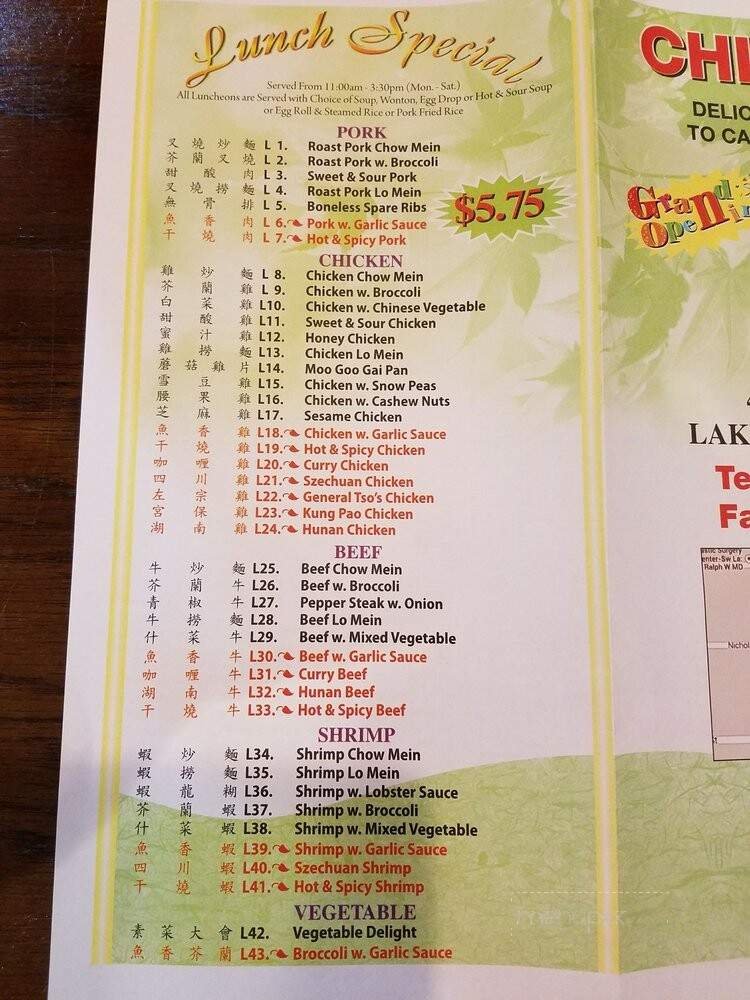 Lunch Special
Served From 11:00am - 3:30pm (Mon. - Sat.)
All Luncheons are Served with Choice of Soup, Wonton, Egg Drop or Hot & Sour Soup
or Egg Roll & Steamed Rice or Pork Fried Rice
PORK
叉燒炒麵 L 1. Roast Pork Chow Mein
芥蘭叉燒 L 2. Roast Pork w. Broccoli
甜酸肉 L 3. Sweet & Sour Pork
叉燒撈麵 L 4. Roast Pork Lo Mein
無骨排 L 5. Boneless Spare Ribs
魚香肉 L 6. Pork w. Garlic Sauce
干燒肉 L 7. Hot & Spicy Pork
$5.75
CHICKEN
雞炒麵 L 8. Chicken Chow Mein
芥蘭雞 L 9. Chicken w. Broccoli
白菜雞 L10. Chicken w. Chinese Vegetable
甜酸雞 L11. Sweet & Sour Chicken
蜜汁雞 L12. Honey Chicken
雞撈麵 L13. Chicken Lo Mein
蘑菇雞片 L14. Moo Goo Gai Pan
雪豆雞 L15. Chicken w. Snow Peas
腰果雞 L16. Chicken w. Cashew Nuts
芝麻雞 L17. Sesame Chicken
魚香雞 L18. Chicken w. Garlic Sauce
干燒雞 L19. Hot & Spicy Chicken
咖喱雞 L20. Curry Chicken
四川雞 L21. Szechuan Chicken
左宗雞 L22. General Tso's Chicken
宮保雞 L23. Kung Pao Chicken
湖南雞 L24. Hunan Chicken
BEEF
牛炒麵 L25. Beef Chow Mein
芥蘭牛 L26. Beef w. Broccoli
青椒牛 L27. Pepper Steak w. Onion
牛撈麵 L28. Beef Lo Mein
什菜牛 L29. Beef w. Mixed Vegetable
魚香牛 L30. Beef w. Garlic Sauce
咖喱牛 L31. Curry Beef
湖南牛 L32. Hunan Beef
干燒牛 L33. Hot & Spicy Beef
SHRIMP
蝦炒麵 L34. Shrimp Chow Mein
蝦撈麵 L35. Shrimp Lo Mein
蝦龍糊 L36. Shrimp w. Lobster Sauce
芥蘭蝦 L37. Shrimp w. Broccoli
什菜蝦 L38. Shrimp w. Mixed Vegetable
魚香蝦 L39. Shrimp w. Garlic Sauce
四川蝦 L40. Szechuan Shrimp
干燒蝦 L41. Hot & Spicy Shrimp
VEGETABLE
素菜大會 L42. Vegetable Delight
魚香芥蘭 L43. Broccoli w. Garlic Sauce
CHI
DELIC
TO CA
Grand
Openin
LAK
Te
Fa
Surgery
enter-Sw La:
Ralph W MD
Nichol
menupix